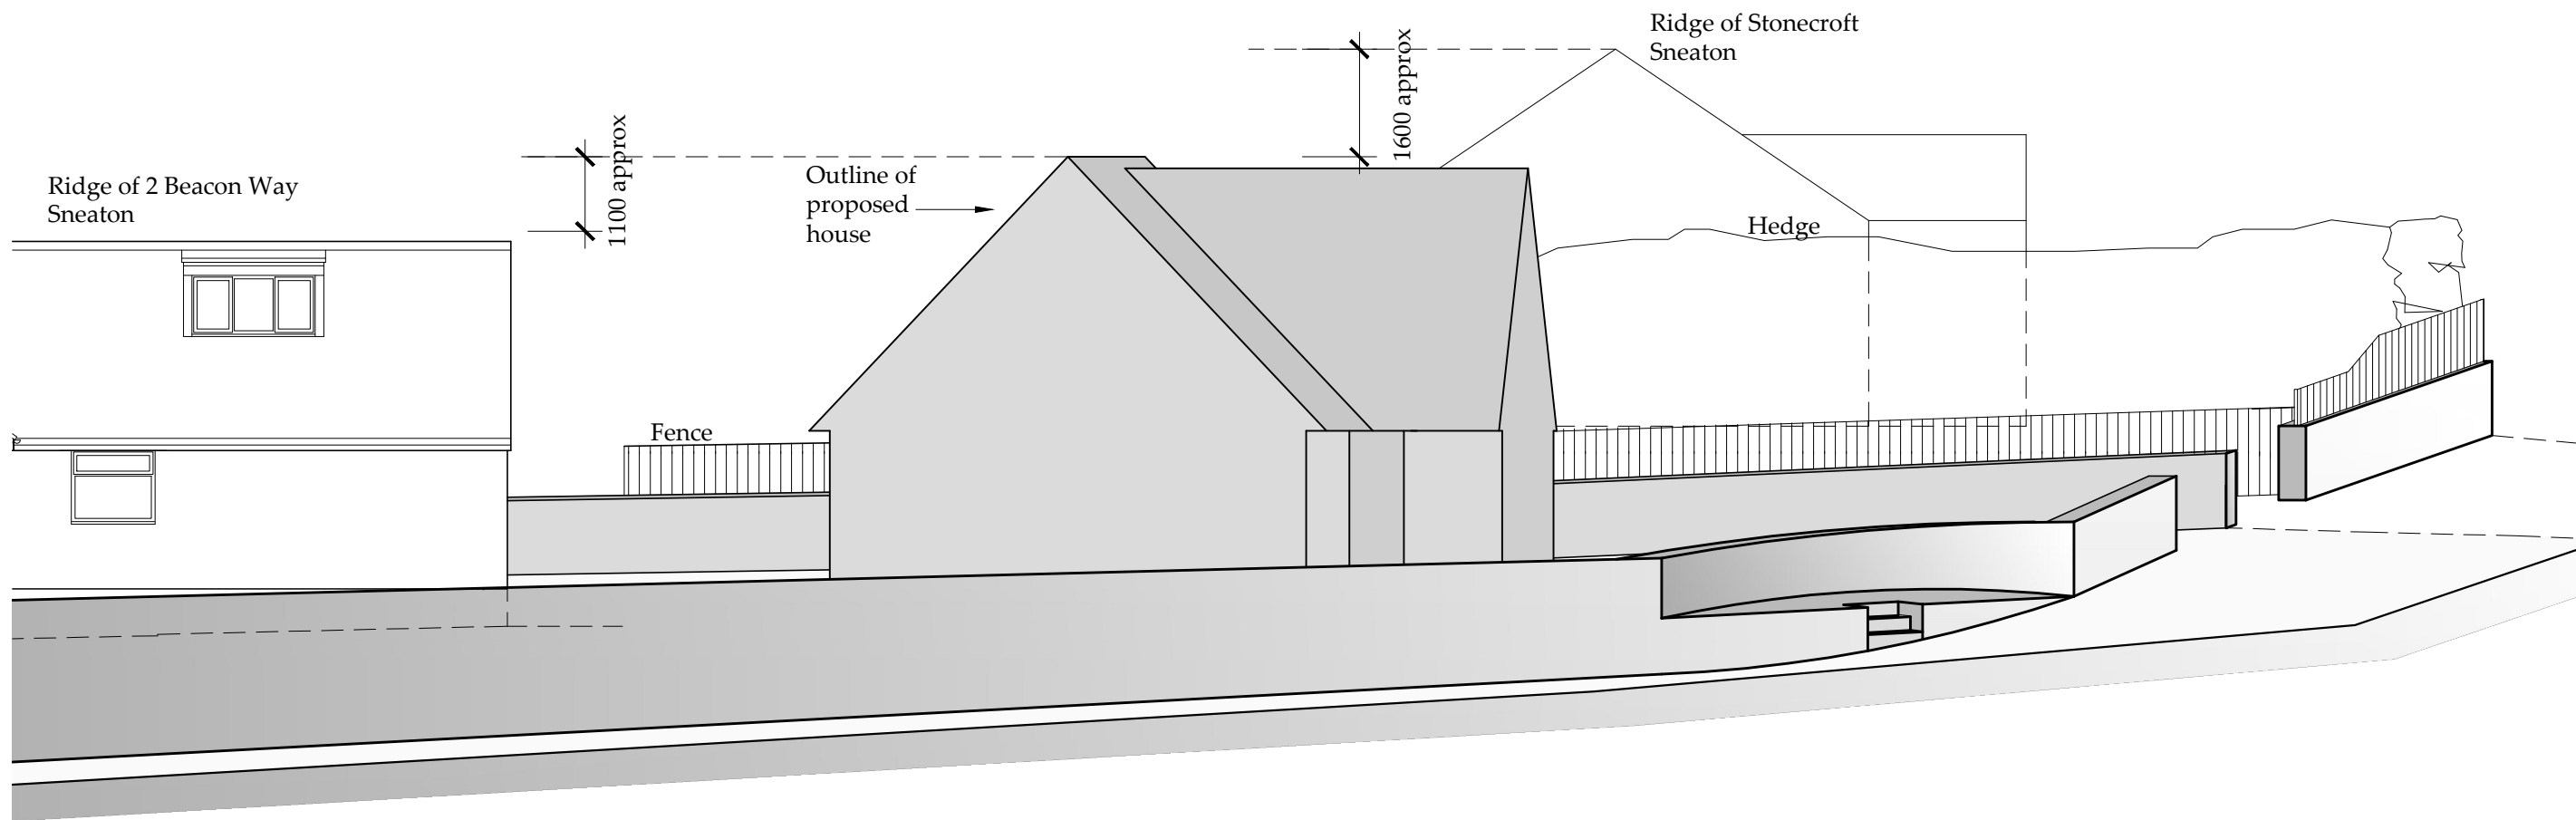 Ridge of Stonecroft
Sneaton
1600 approx
1100 approx
Ridge of 2 Beacon Way
Sneaton
Outline of
proposed
house
Hedge
Fence